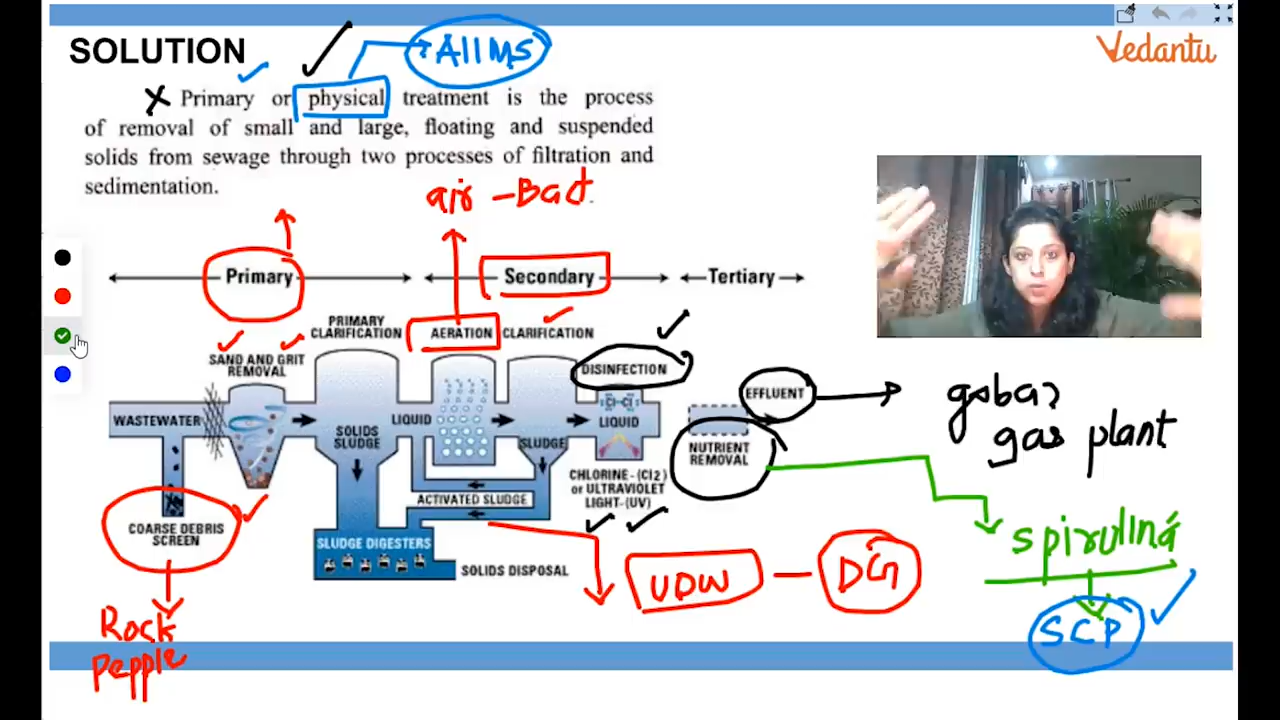 SOLUTION
AIIMS
Vedantu
Primary or physical treatment is the process
of removal of small and large, floating and suspended
solids from sewage through two processes of filtration and
sedimentation.
air - Bact.
Primary
Secondary
Tertiary
SAND AND GRIT
REMOVAL
PRIMARY
CLARIFICATION
AERATION
CLARIFICATION
DISINFECTION
EFFLUENT
gobar
gas plant
WASTEWATER
SOLIDS
SLUDGE
LIQUID
SLUDGE
Cl Cl
LIQUID
NUTRIENT
REMOVAL
CHLORINE-(Cl2)
or ULTRAVIOLET
LIGHT-(UV)
ACTIVATED SLUDGE
COARSE DEBRIS
SCREEN
SLUDGE DIGESTERS
SOLIDS DISPOSAL
UDW - DG
spirulina
SCP
Rock
Pepple